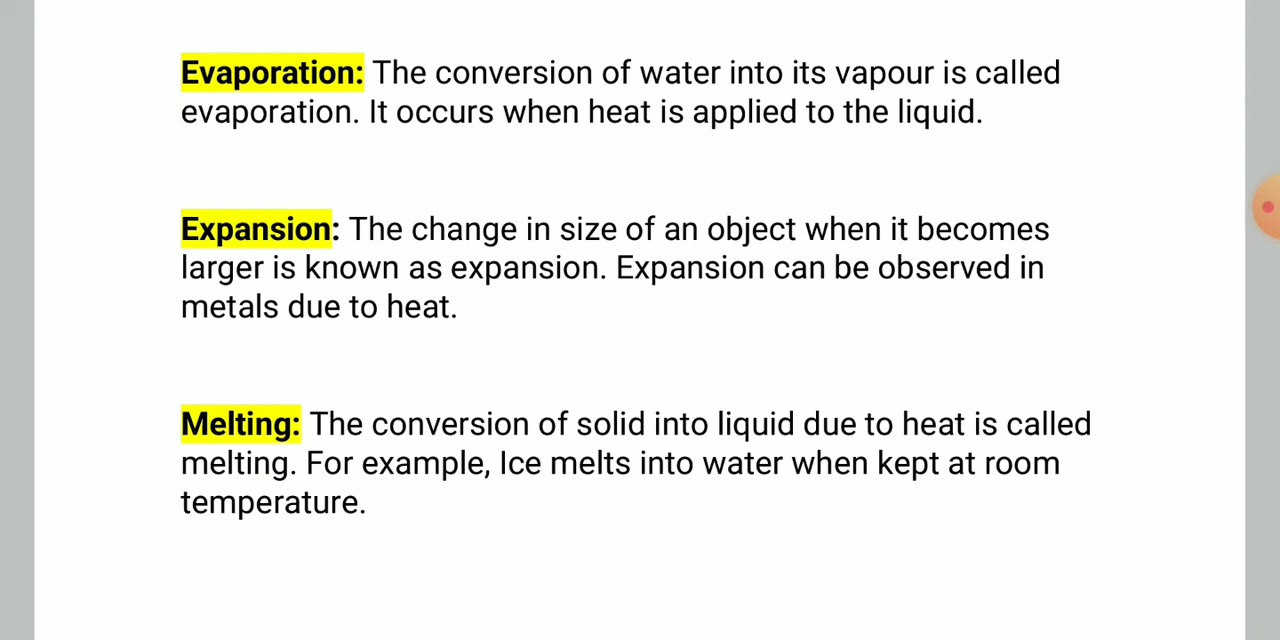 Evaporation: The conversion of water into its vapour is called
evaporation. It occurs when heat is applied to the liquid.
Expansion: The change in size of an object when it becomes
larger is known as expansion. Expansion can be observed in
metals due to heat.
Melting: The conversion of solid into liquid due to heat is called
melting. For example, Ice melts into water when kept at room
temperature.